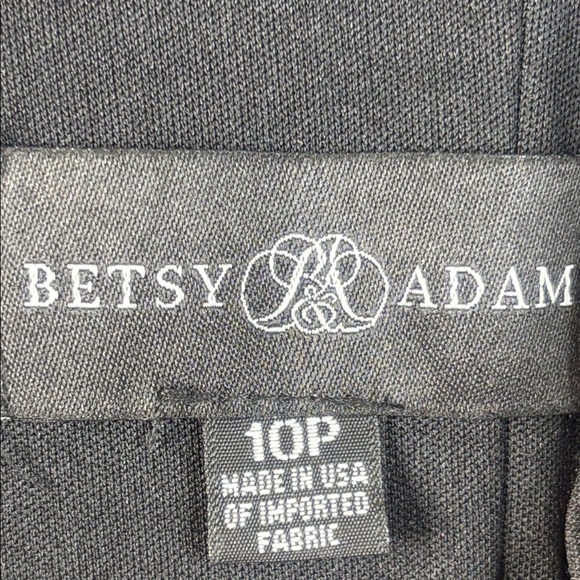 BETSY & ADAM
10P
MADE IN USA
OF IMPORTED
FABRIC